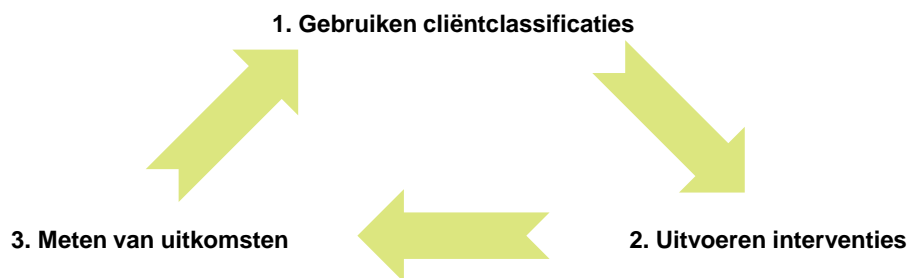 1. Gebruiken cliëntclassificaties
3. Meten van uitkomsten
2. Uitvoeren interventies